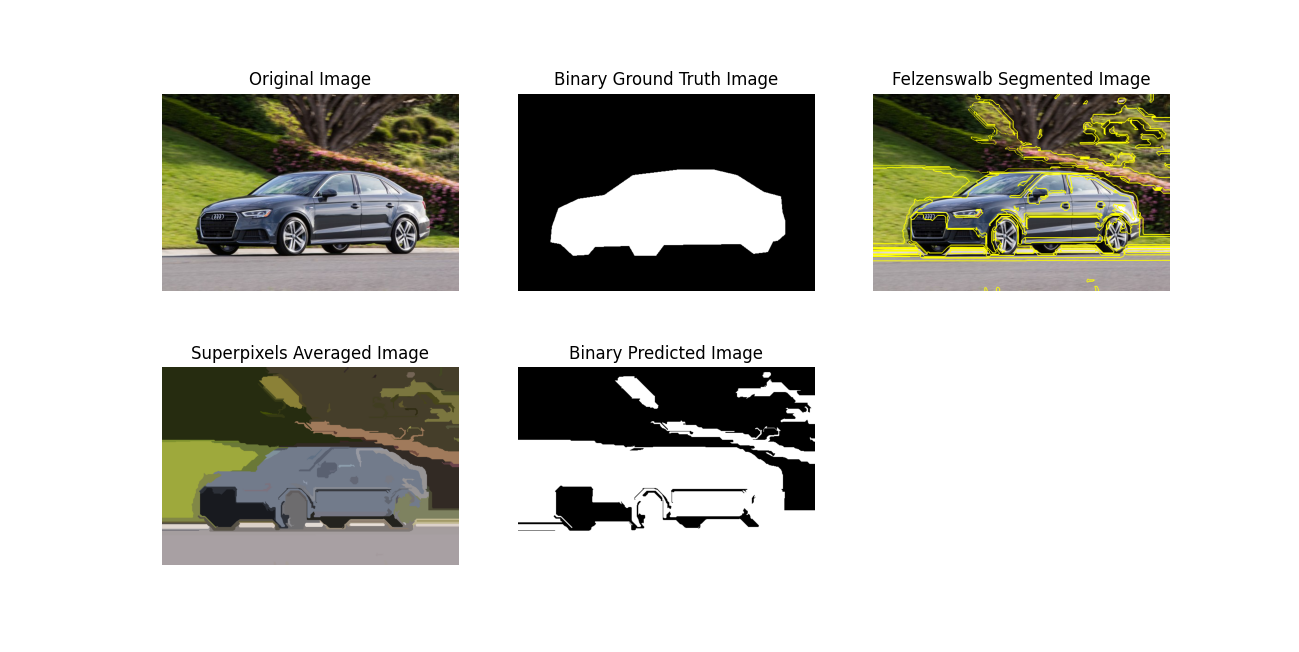 Original Image
Binary Ground Truth Image
Felzenswalb Segmented Image
Superpixels Averaged Image
Binary Predicted Image